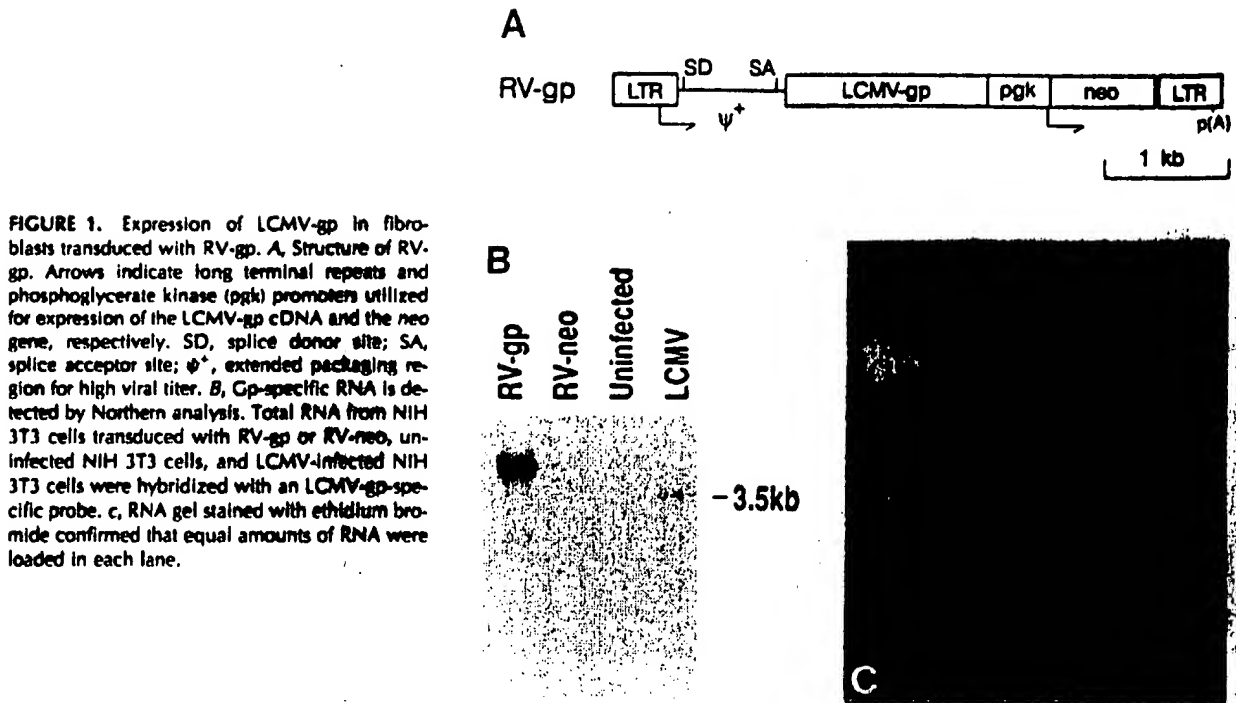 A
RV-gp
LTR
SD
SA
ψ+
LCMV-gp
pgk
neo
LTR
p(A)
1 kb
FIGURE 1. Expression of LCMV-gp in fibro-
blasts transduced with RV-gp. A, Structure of RV-
gp. Arrows indicate long terminal repeats and
phosphoglycerate kinase (pgk) promoters utilized
for expression of the LCMV-gp cDNA and the neo
gene, respectively. SD, splice donor site; SA,
splice acceptor site; ψ+, extended packaging re-
gion for high viral titer. B, Gp-specific RNA is de-
tected by Northern analysis. Total RNA from NIH
3T3 cells transduced with RV-gp or RV-neo, un-
infected NIH 3T3 cells, and LCMV-infected NIH
3T3 cells were hybridized with an LCMV-gp-spe-
cific probe. c, RNA gel stained with ethidium bro-
mide confirmed that equal amounts of RNA were
loaded in each lane.
B
RV-gp
RV-neo
Uninfected
LCMV
-3.5kb
C